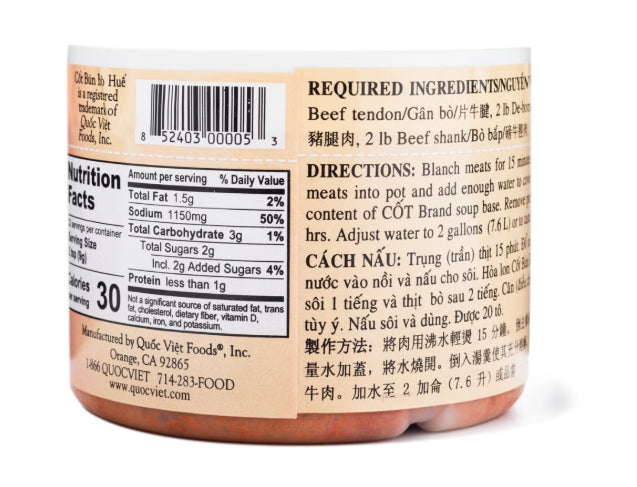 Cốt Bún Bò Huế
is a registred
trademark of
Quốc Việt
Foods, Inc.
8 52403 00005 3
Nutrition
Facts
servings per container
Serving Size
(9g)
Calories
per serving 30
Amount per serving % Daily Value
Total Fat 1.5g 2%
Sodium 1150mg 50%
Total Carbohydrate 3g 1%
Total Sugars 2g
Incl. 2g Added Sugars 4%
Protein less than 1g
Not a significant source of saturated fat, trans
fat, cholesterol, dietary fiber, vitamin D,
calcium, iron, and potassium.
Manufactured by Quốc Việt Foods®, Inc.
Orange, CA 92865
1-866 QUOCVIET 714-283-FOOD
www.quocviet.com
REQUIRED INGREDIENTS/NGUYÊN
Beef tendon/Gân bò/片牛腱, 2 lb
豬腿肉, 2 lb Beef shank/Bò bắp/
DIRECTIONS: Blanch meats for 15
meats into pot and add enough water to
content of CỐT Brand soup base. Remove
hrs. Adjust water to 2 gallons (7.6 L) or to
CÁCH NẤU: Trụng (trần) thịt 15 phút.
nước vào nồi và nấu cho sôi. Hòa lon Cốt
sôi 1 tiếng và thịt bò sau 2 tiếng.
tùy ý. Nấu sôi và dùng. Được 20 tô.
製作方法: 將肉用沸水輕燙 15 分鐘,
量水加蓋, 將水燒開。倒入湯羹使其
牛肉。加水至 2 加侖 (7.6 升)